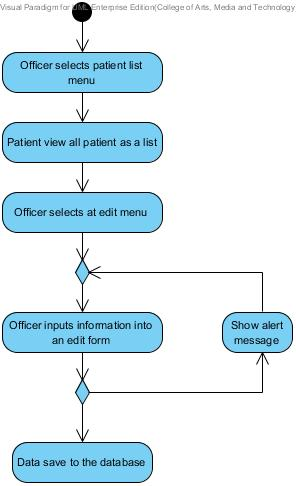 Visual Paradigm for UML Enterprise Edition(College of Arts, Media and Technology
Officer selects patient list
menu
Patient view all patient as a list
Officer selects at edit menu
Officer inputs information into
an edit form
Show alert
message
Data save to the database